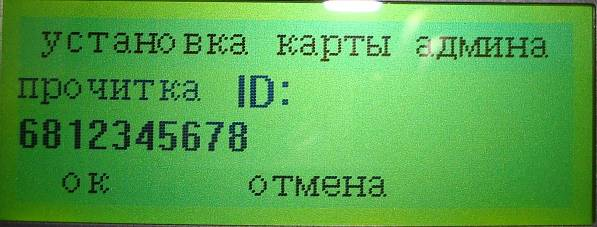 установка карты админа
прочитка ID:
6812345678
ок отмена